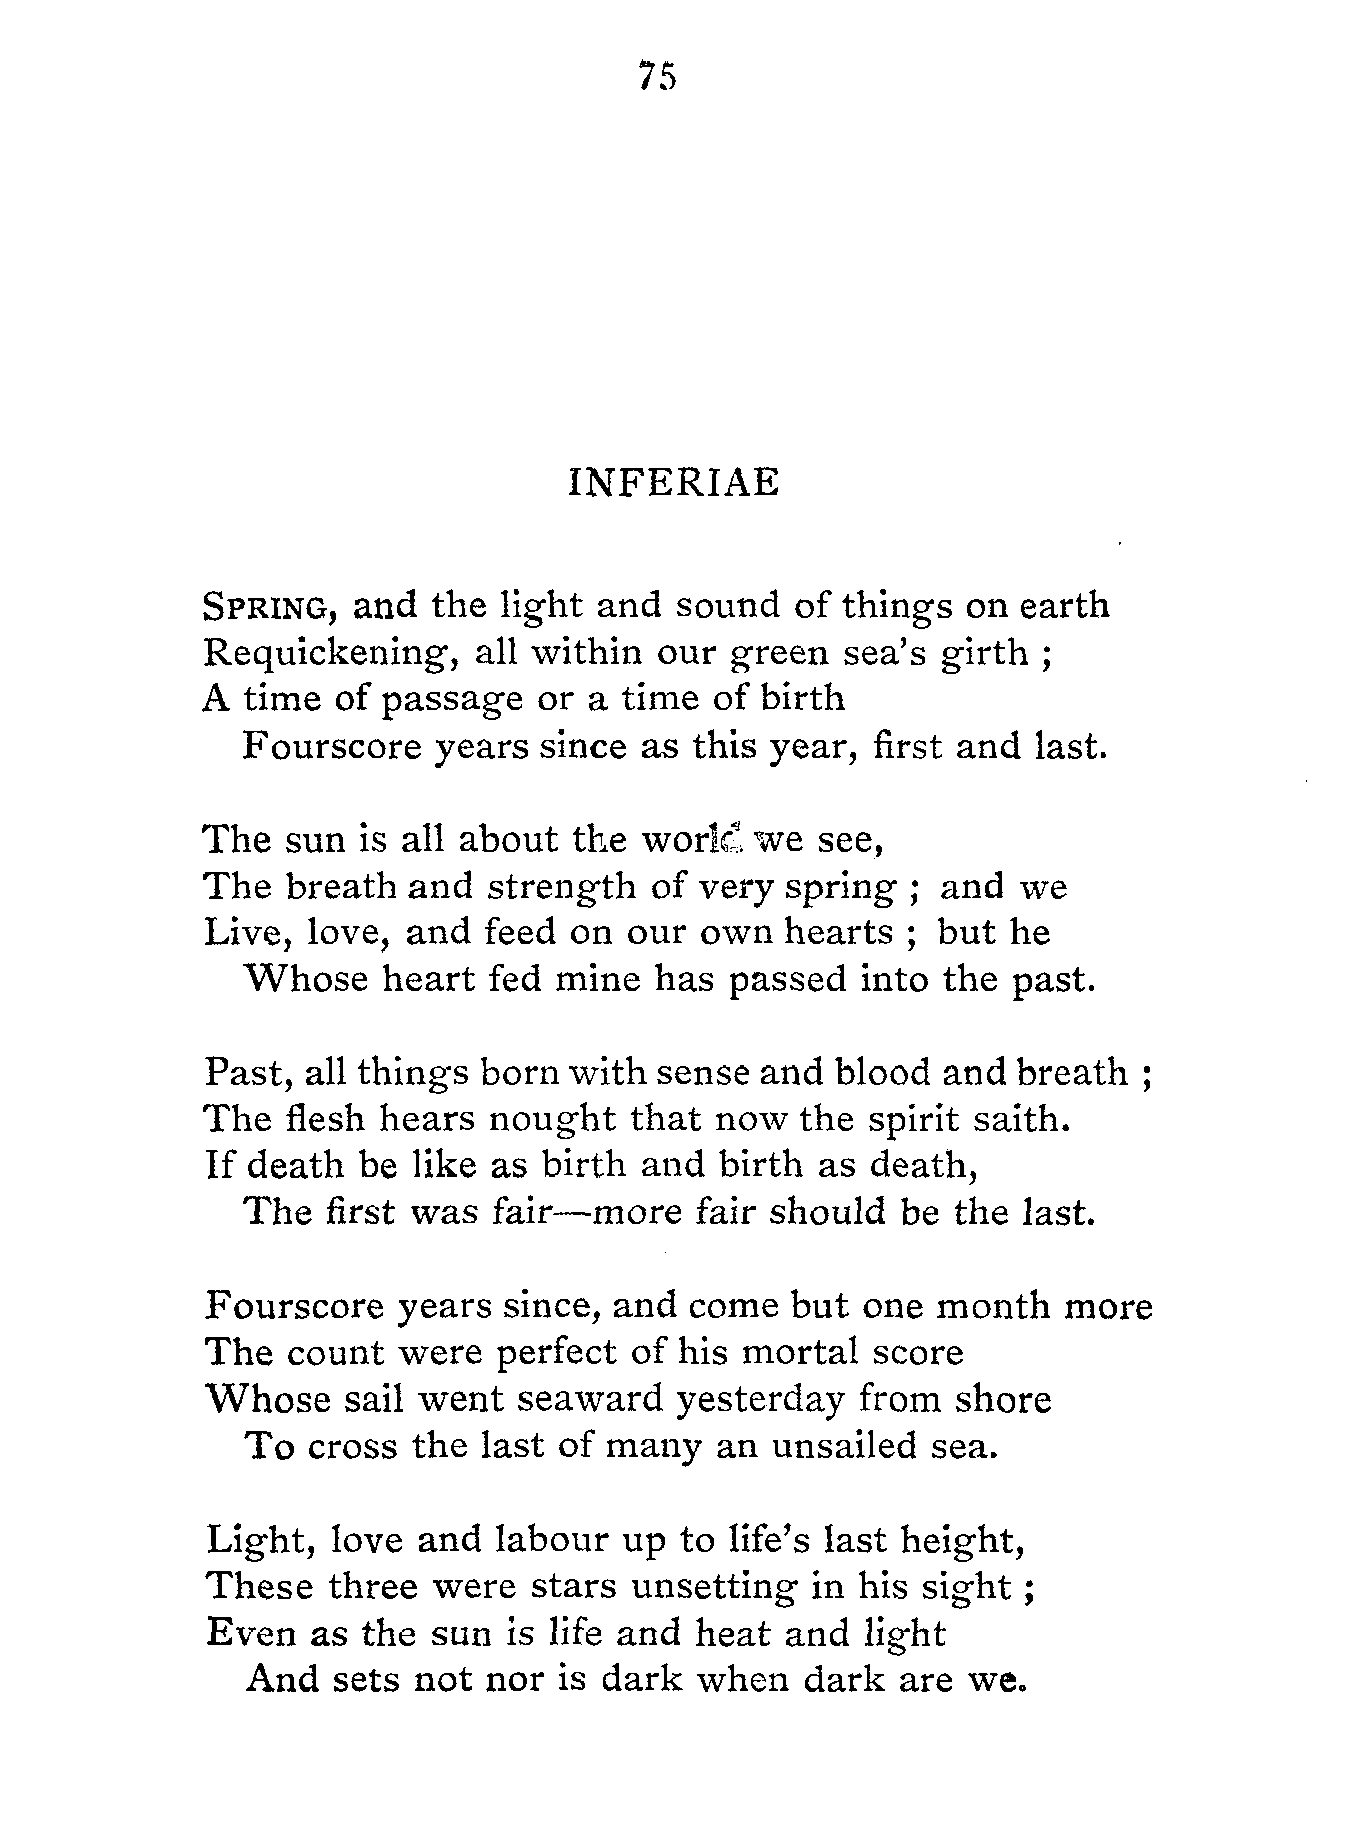 75
INFERIAE
SPRING, and the light and sound of things on earth
Requickening, all within our green sea's girth ;
A time of passage or a time of birth
Fourscore years since as this year, first and last.
The sun is all about the world we see,
The breath and strength of very spring ; and we
Live, love, and feed on our own hearts ; but he
Whose heart fed mine has passed into the past.
Past, all things born with sense and blood and breath ;
The flesh hears nought that now the spirit saith.
If death be like as birth and birth as death,
The first was fair—more fair should be the last.
Fourscore years since, and come but one month more
The count were perfect of his mortal score
Whose sail went seaward yesterday from shore
To cross the last of many an unsailed sea.
Light, love and labour up to life's last height,
These three were stars unsetting in his sight ;
Even as the sun is life and heat and light
And sets not nor is dark when dark are we.